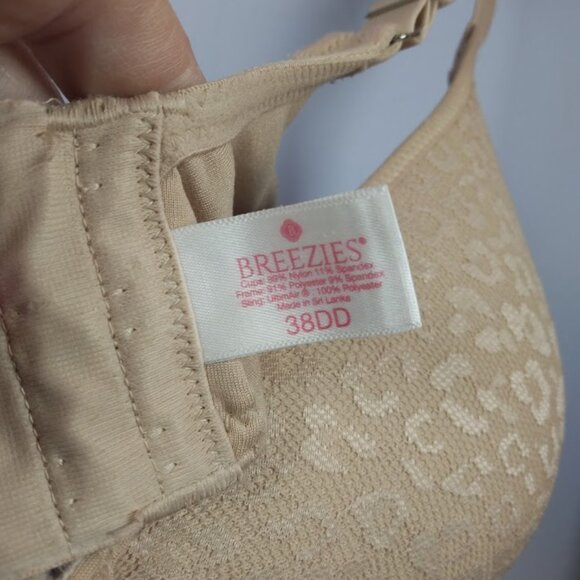 B
BREEZIES®
Cups: 89% Nylon 11% Spandex
Frame: 91% Polyester 9% Spandex
Sling: UltimAir ®, 100% Polyester
Made in Sri Lanka
38DD